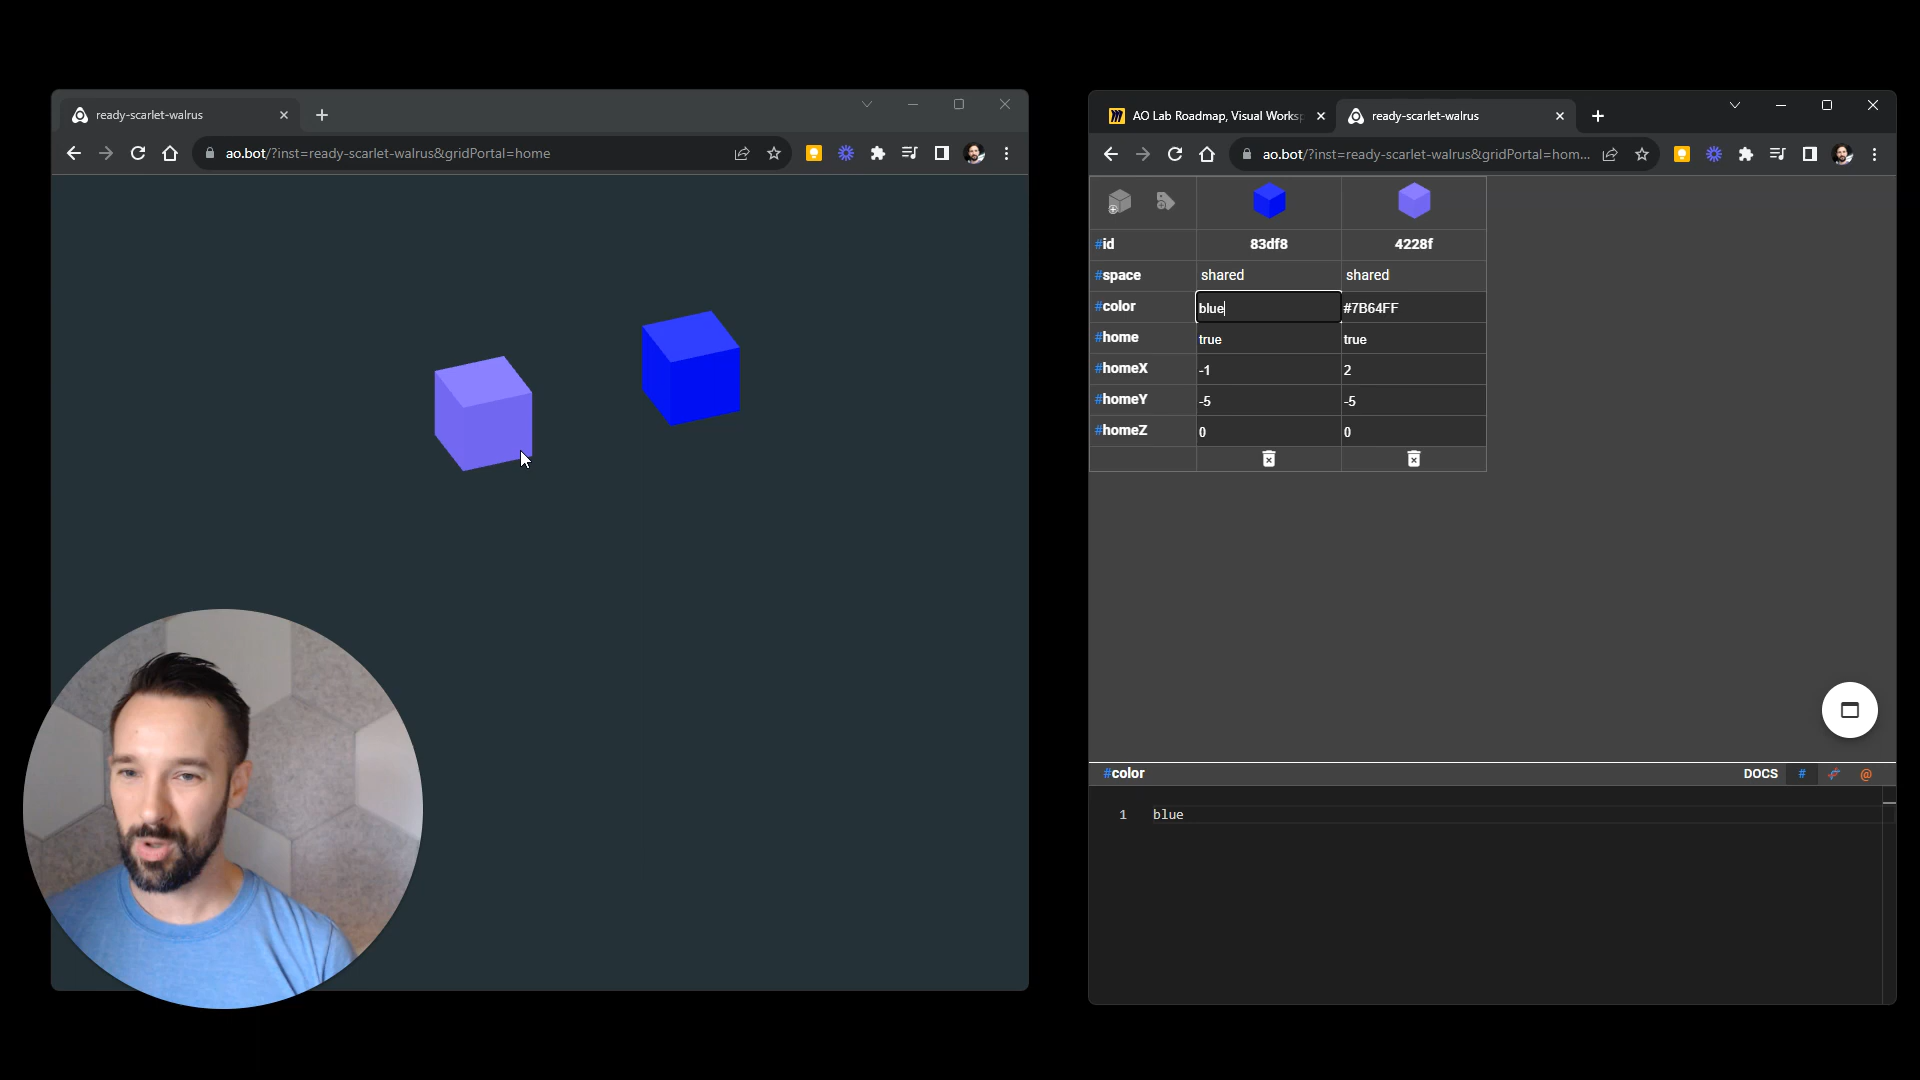 ready-scarlet-walrus
ao.bot/?inst=ready-scarlet-walrus&gridPortal=home
AO Lab Roadmap, Visual Worksp
ready-scarlet-walrus
ao.bot/?inst=ready-scarlet-walrus&gridPortal=hom...
#id 83df8 4228f
#space shared shared
#color blue #7B64FF
#home true true
#homeX -1 2
#homeY -5 -5
#homeZ 0 0
#color DOCS # @
1 blue